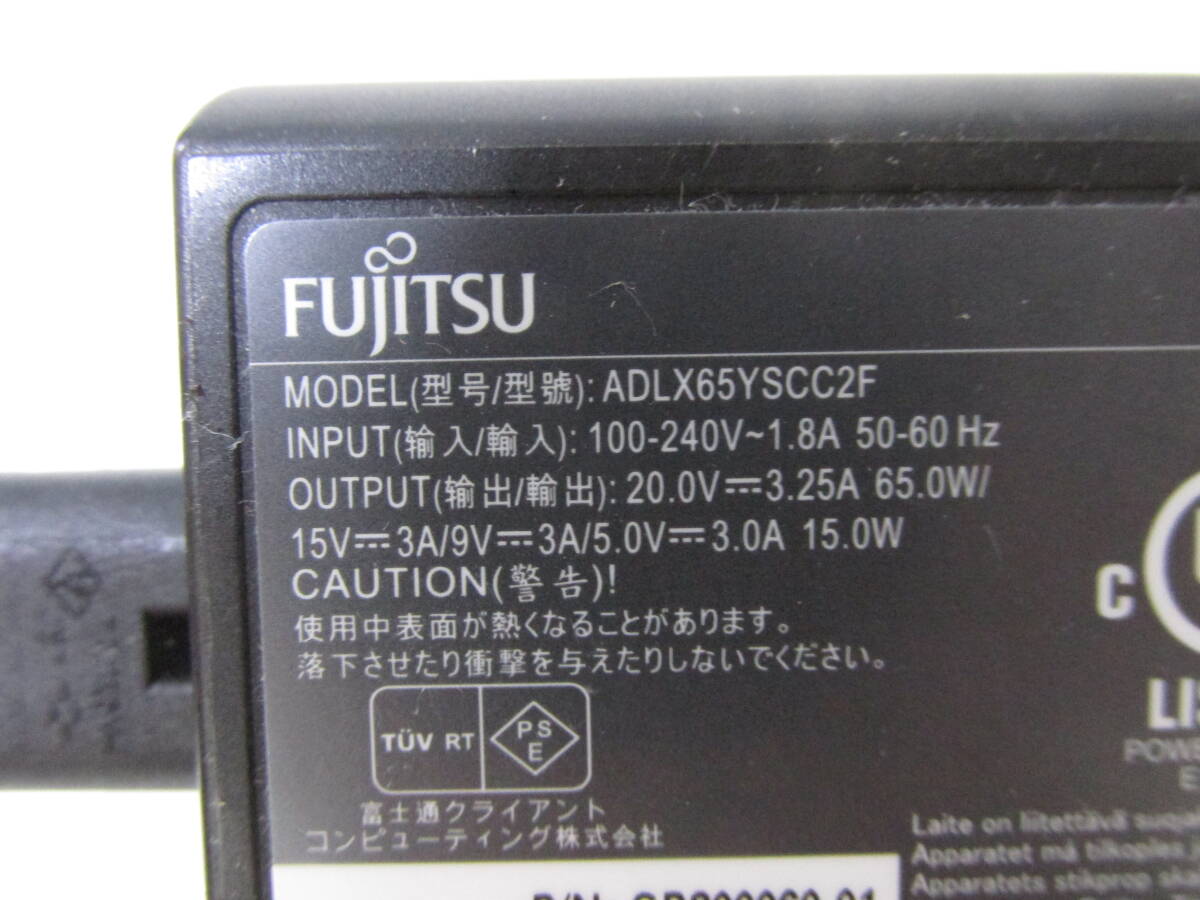 FUJITSU
MODEL(型号/型號): ADLX65YSCC2F
INPUT(输入/輸入): 100-240V~1.8A 50-60 Hz
OUTPUT(输出/輸出): 20.0V⎓3.25A 65.0W/
15V⎓3A/9V⎓3A/5.0V⎓3.0A 15.0W
CAUTION(警告)!
使用中表面が熱くなることがあります。
落下させたり衝撃を与えたりしないでください。
C
TÜV RT
PS
E
富士通クライアント
コンピューティング株式会社
Laite on liitettävä
Apparatet må tilkoples
Apparatets stikprop